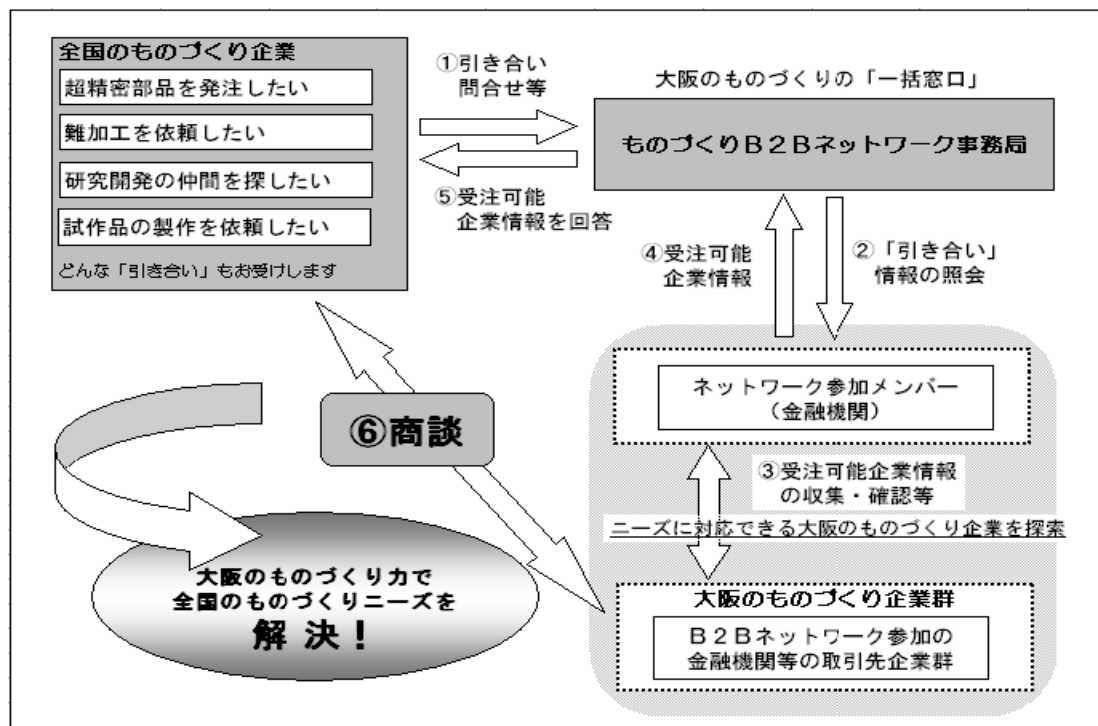 全国のものづくり企業
超精密部品を発注したい
難加工を依頼したい
研究開発の仲間を探したい
試作品の製作を依頼したい
どんな「引き合い」もお受けします
①引き合い
問合せ等
⑤受注可能
企業情報を回答
大阪のものづくりの「一括窓口」
ものづくりB2Bネットワーク事務局
④受注可能
企業情報
②「引き合い」
情報の照会
ネットワーク参加メンバー
（金融機関）
③受注可能企業情報
の収集・確認等
ニーズに対応できる大阪のものづくり企業を探索
大阪のものづくり企業群
B2Bネットワーク参加の
金融機関等の取引先企業群
⑥商談
大阪のものづくり力で
全国のものづくりニーズを
解決！